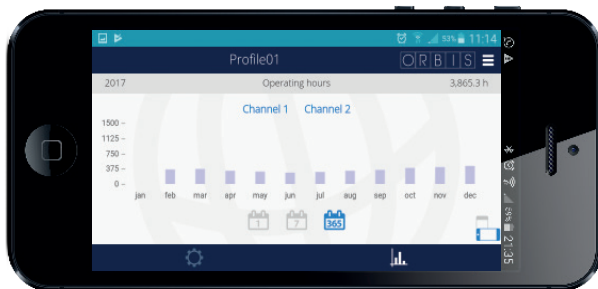 53% 11:14
Profile01 ORBIS
2017 Operating hours 3,865.3 h
Channel 1 Channel 2
1500 –
1125 –
750 –
375 –
0 –
jan feb mar apr may jun jul aug sep oct nov dec
1 7 365
69% 21:35